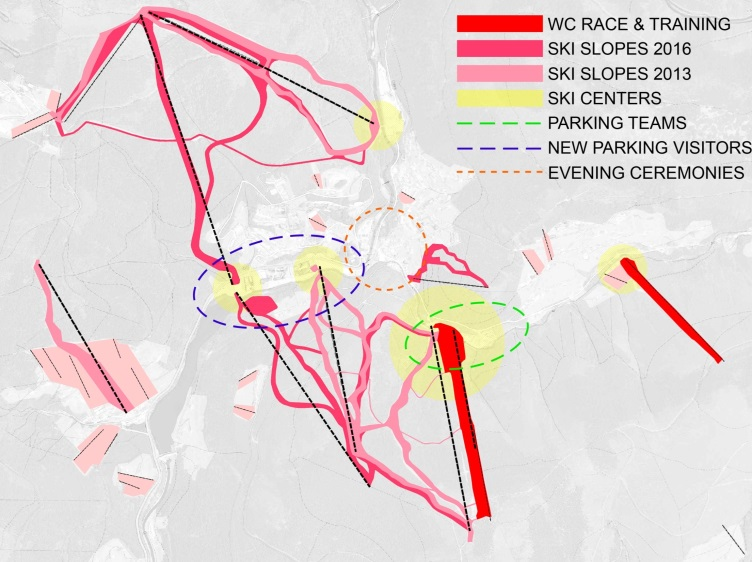 WC RACE & TRAINING
SKI SLOPES 2016
SKI SLOPES 2013
SKI CENTERS
PARKING TEAMS
NEW PARKING VISITORS
EVENING CEREMONIES